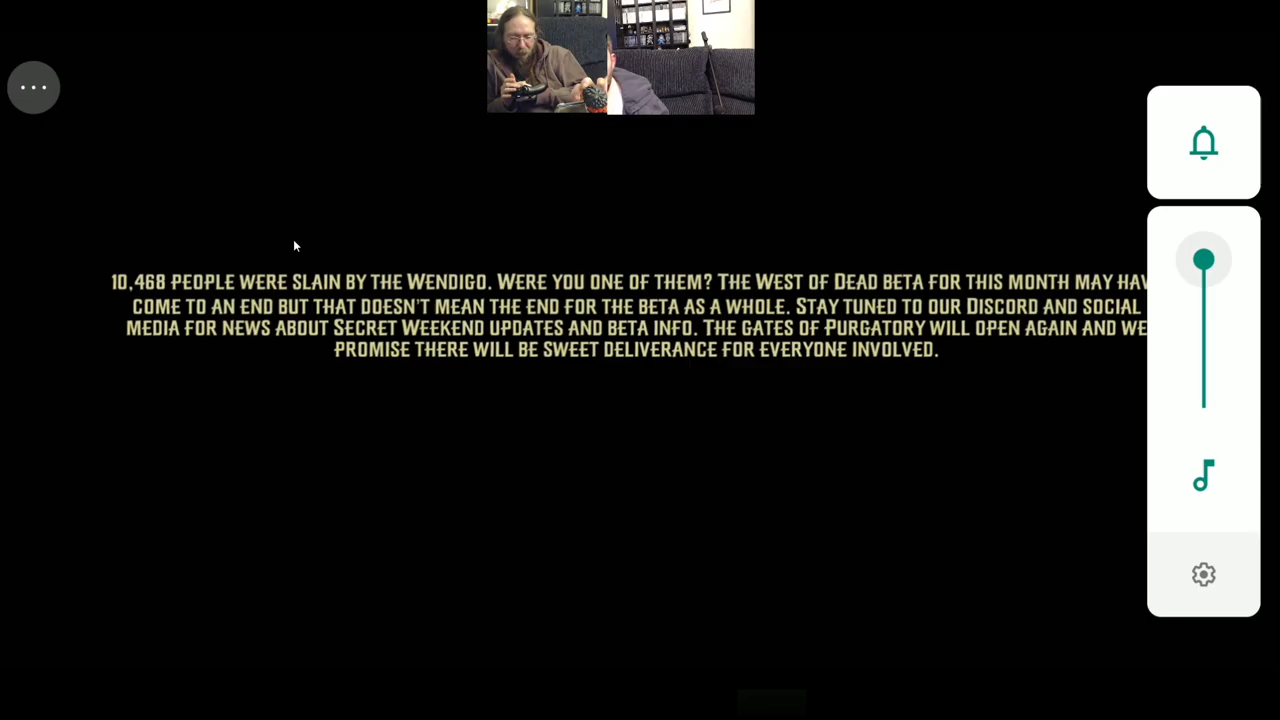 10,468 PEOPLE WERE SLAIN BY THE WENDIGO. WERE YOU ONE OF THEM? THE WEST OF DEAD BETA FOR THIS MONTH MAY HAV
COME TO AN END BUT THAT DOESN'T MEAN THE END FOR THE BETA AS A WHOLE. STAY TUNED TO OUR DISCORD AND SOCIAL
MEDIA FOR NEWS ABOUT SECRET WEEKEND UPDATES AND BETA INFO. THE GATES OF PURGATORY WILL OPEN AGAIN AND WE
PROMISE THERE WILL BE SWEET DELIVERANCE FOR EVERYONE INVOLVED.